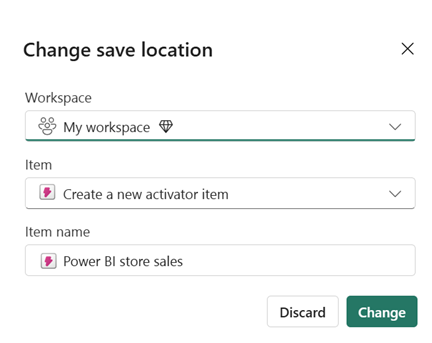 Change save location
Workspace
My workspace
Item
Create a new activator item
Item name
Power BI store sales
Discard Change